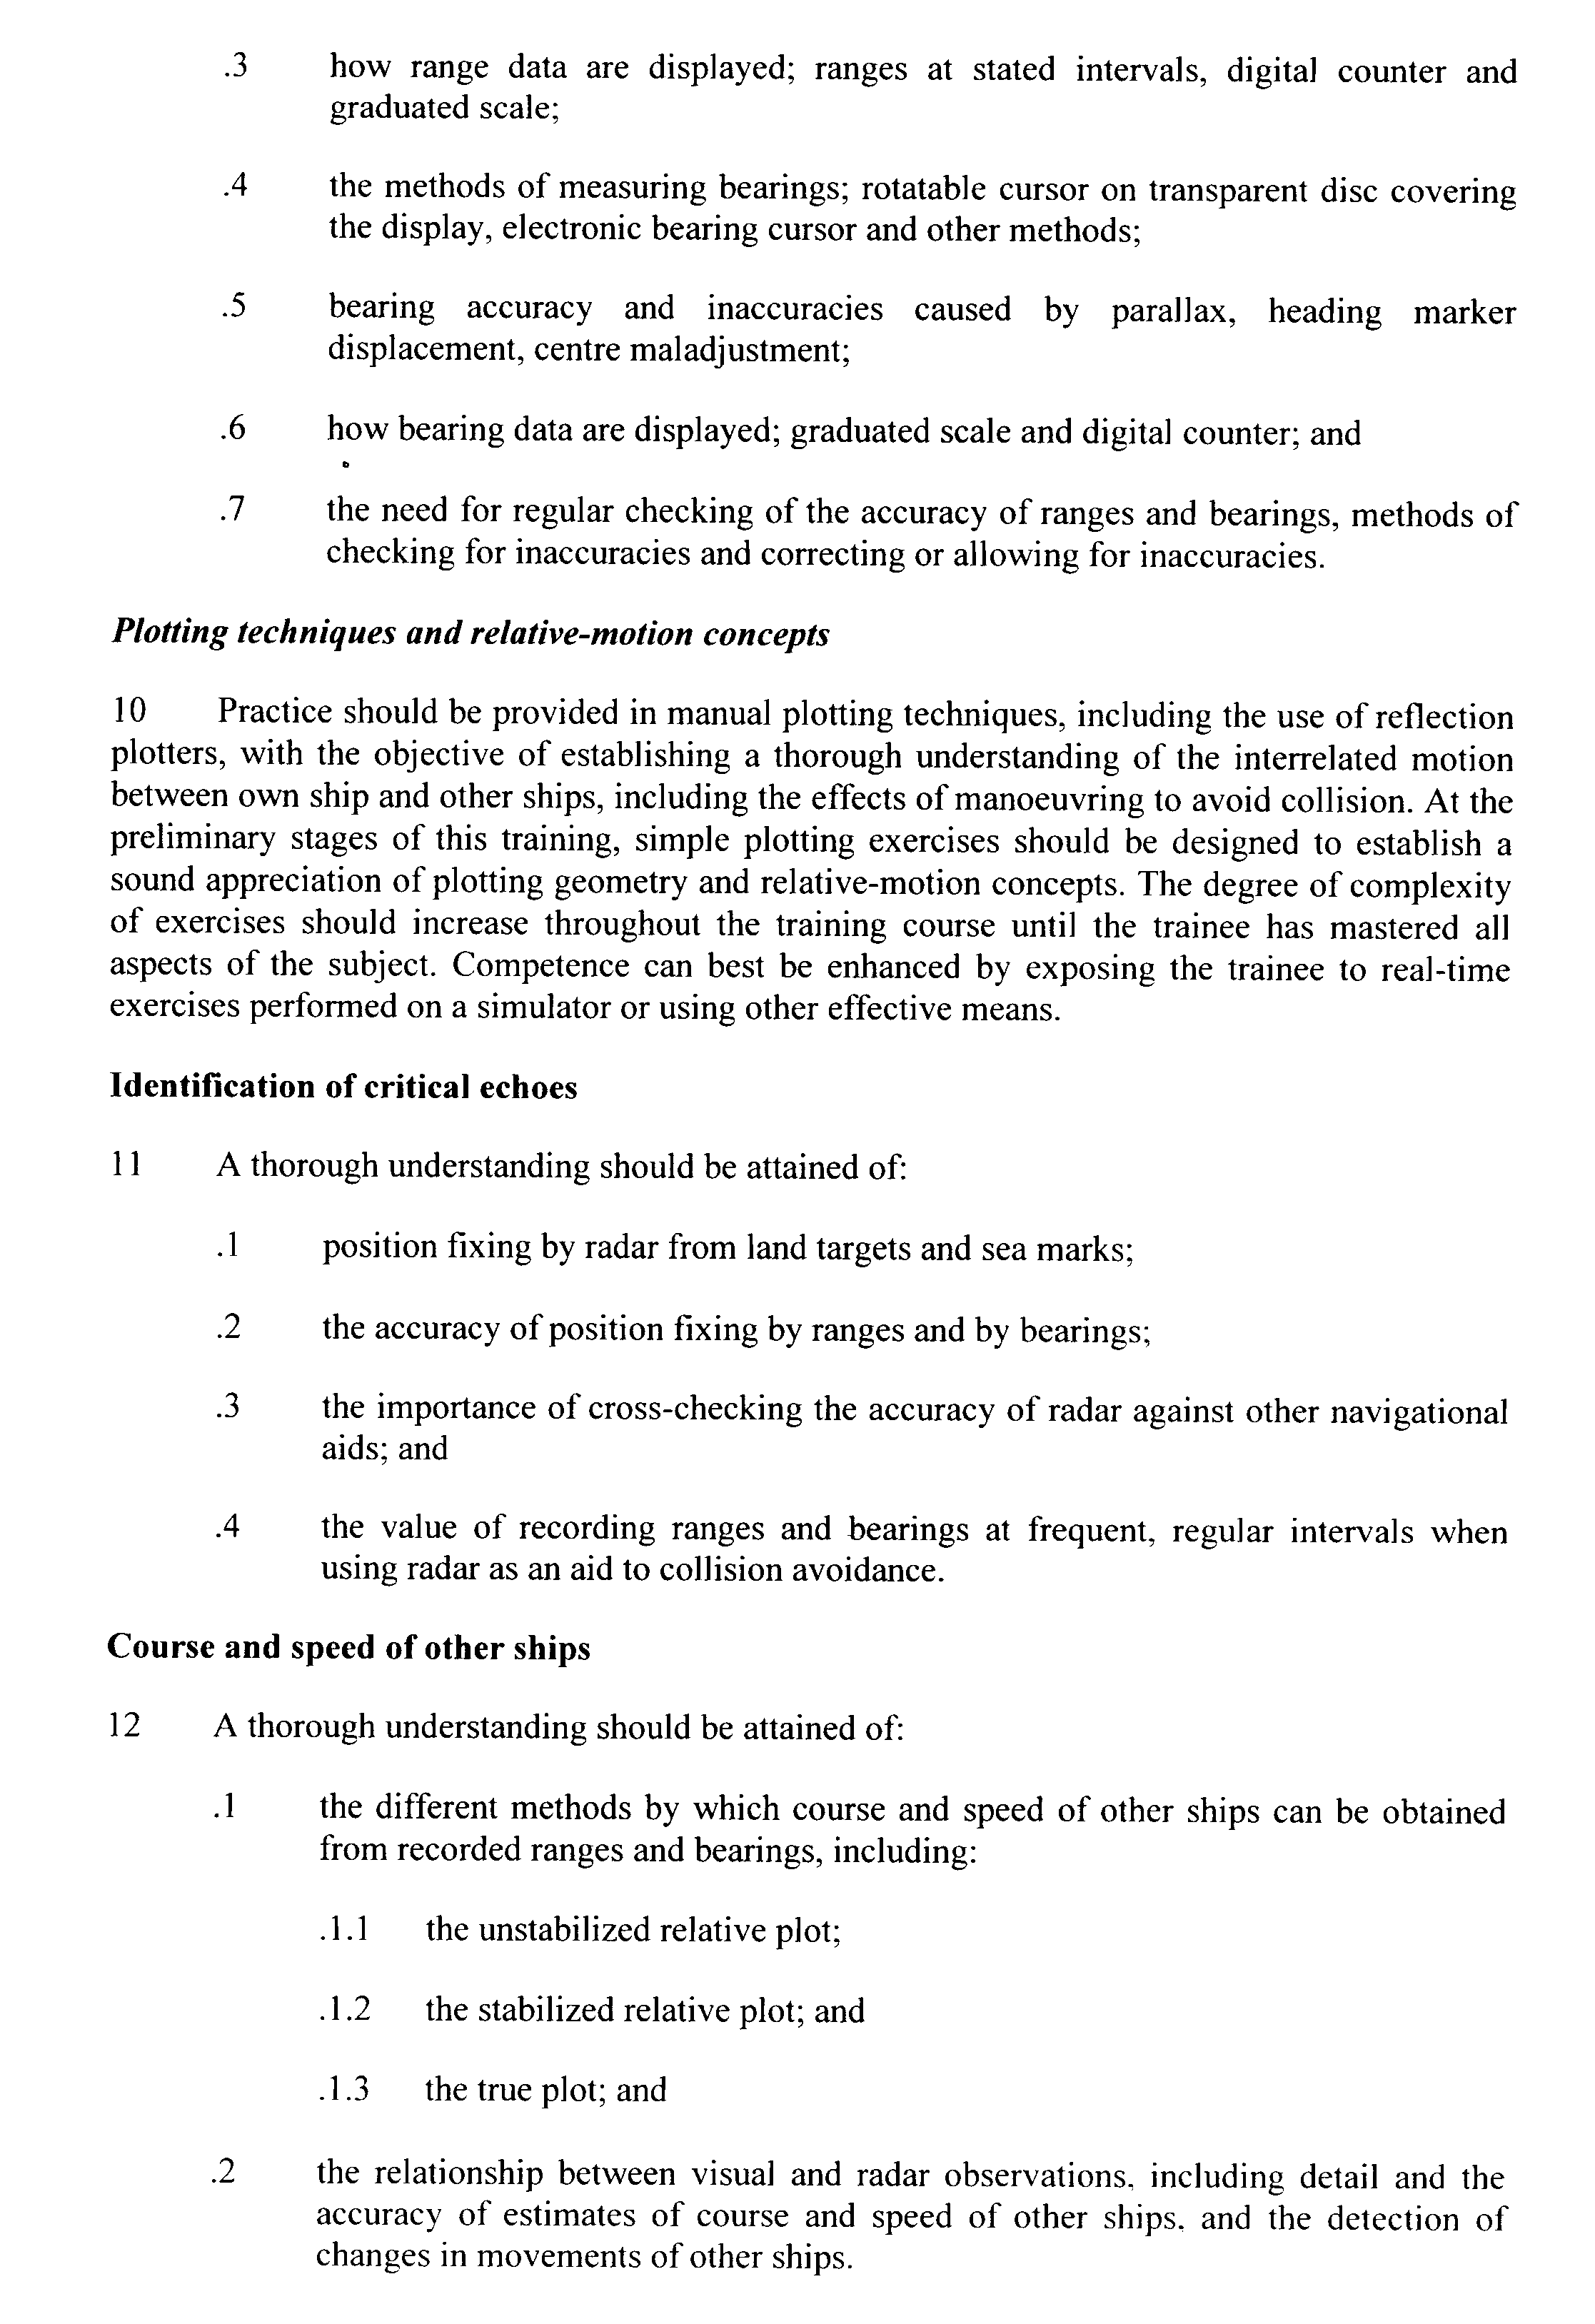 .3 how range data are displayed; ranges at stated intervals, digital counter and
graduated scale;
.4 the methods of measuring bearings; rotatable cursor on transparent disc covering
the display, electronic bearing cursor and other methods;
.5 bearing accuracy and inaccuracies caused by parallax, heading marker
displacement, centre maladjustment;
.6 how bearing data are displayed; graduated scale and digital counter; and
.7 the need for regular checking of the accuracy of ranges and bearings, methods of
checking for inaccuracies and correcting or allowing for inaccuracies.
Plotting techniques and relative-motion concepts
10 Practice should be provided in manual plotting techniques, including the use of reflection
plotters, with the objective of establishing a thorough understanding of the interrelated motion
between own ship and other ships, including the effects of manoeuvring to avoid collision. At the
preliminary stages of this training, simple plotting exercises should be designed to establish a
sound appreciation of plotting geometry and relative-motion concepts. The degree of complexity
of exercises should increase throughout the training course until the trainee has mastered all
aspects of the subject. Competence can best be enhanced by exposing the trainee to real-time
exercises performed on a simulator or using other effective means.
Identification of critical echoes
11 A thorough understanding should be attained of:
.1 position fixing by radar from land targets and sea marks;
.2 the accuracy of position fixing by ranges and by bearings;
.3 the importance of cross-checking the accuracy of radar against other navigational
aids; and
.4 the value of recording ranges and bearings at frequent, regular intervals when
using radar as an aid to collision avoidance.
Course and speed of other ships
12 A thorough understanding should be attained of:
.1 the different methods by which course and speed of other ships can be obtained
from recorded ranges and bearings, including:
.1.1 the unstabilized relative plot;
.1.2 the stabilized relative plot; and
.1.3 the true plot; and
.2 the relationship between visual and radar observations, including detail and the
accuracy of estimates of course and speed of other ships, and the detection of
changes in movements of other ships.